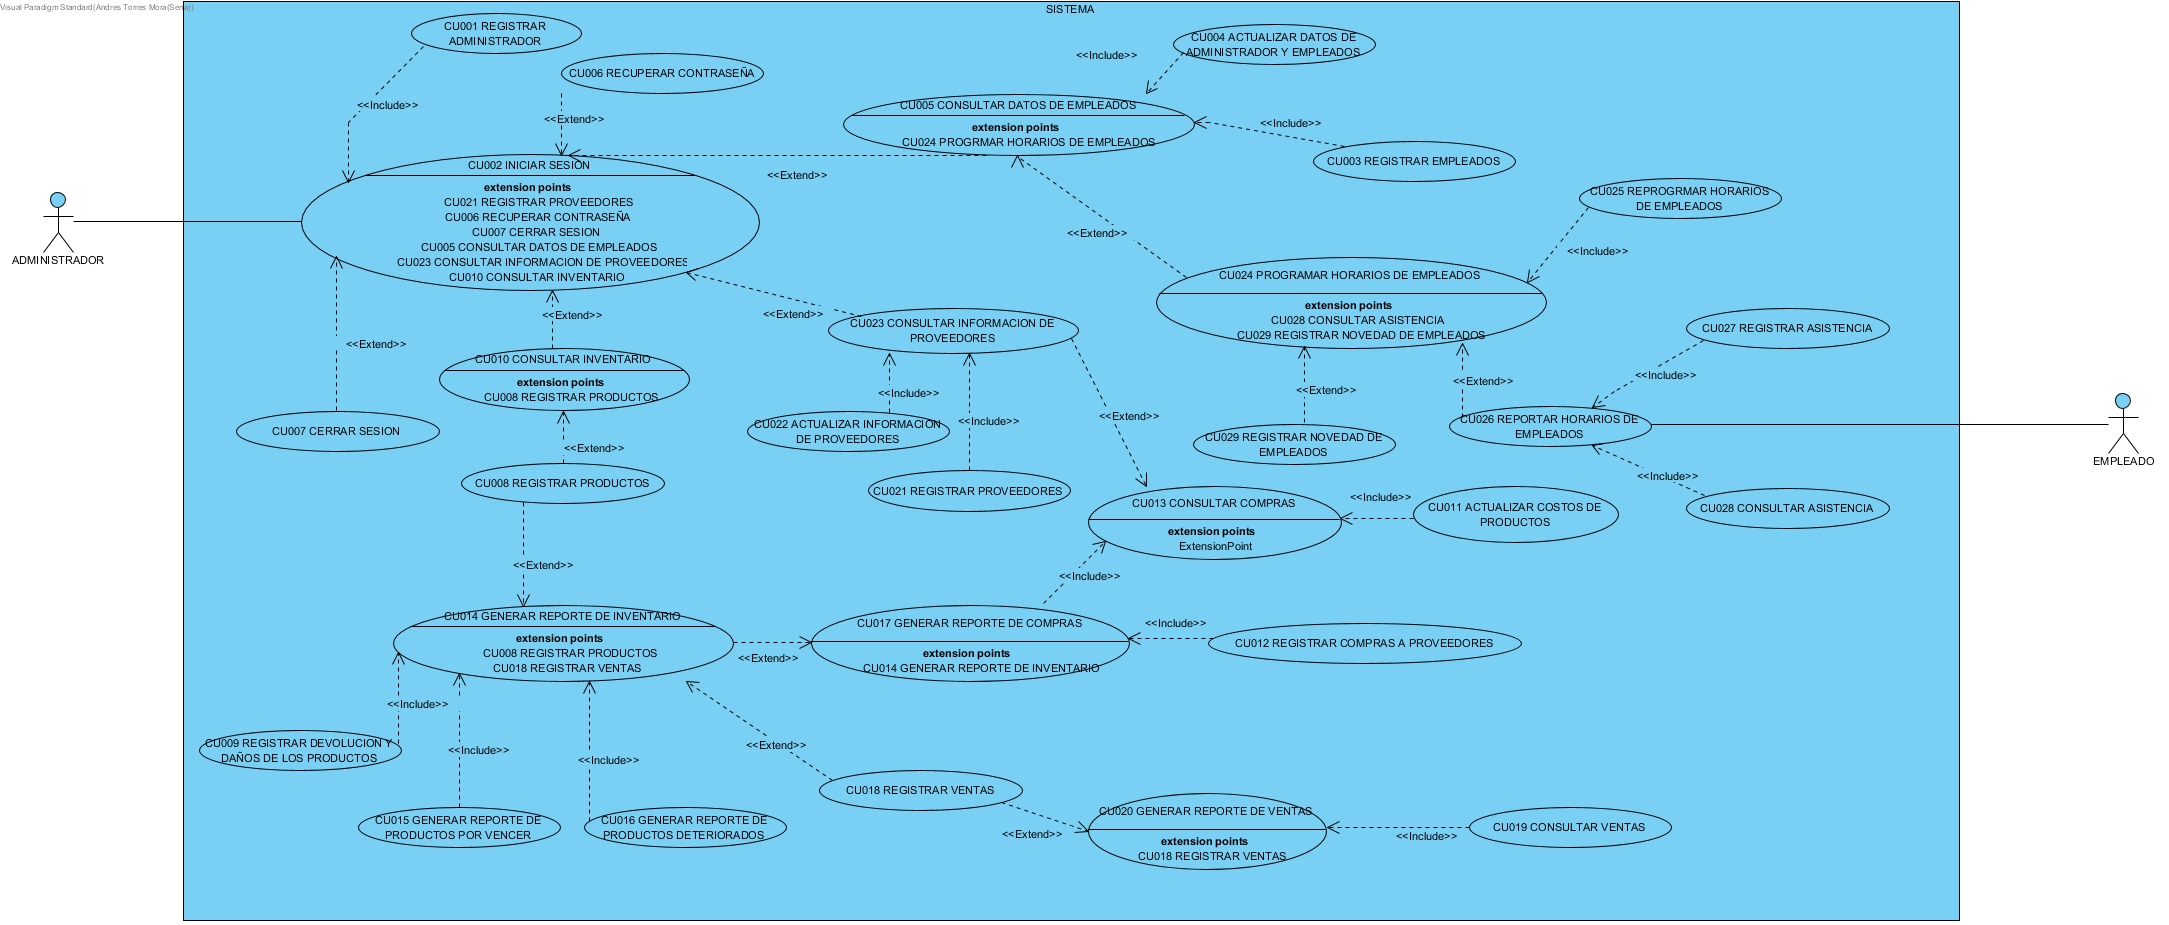 Visual Paradigm Standard(Andres Torres Mora(Sena))
SISTEMA
CU001 REGISTRAR
ADMINISTRADOR
CU006 RECUPERAR CONTRASEÑA
<<Include>>
<<Extend>>
CU004 ACTUALIZAR DATOS DE
ADMINISTRADOR Y EMPLEADOS
<<Include>>
CU005 CONSULTAR DATOS DE EMPLEADOS
extension points
CU024 PROGRMAR HORARIOS DE EMPLEADOS
<<Include>>
CU003 REGISTRAR EMPLEADOS
<<Extend>>
CU002 INICIAR SESION
extension points
CU021 REGISTRAR PROVEEDORES
CU006 RECUPERAR CONTRASEÑA
CU007 CERRAR SESION
CU005 CONSULTAR DATOS DE EMPLEADOS
CU023 CONSULTAR INFORMACION DE PROVEEDORES
CU010 CONSULTAR INVENTARIO
ADMINISTRADOR
<<Extend>>
CU025 REPROGRMAR HORARIOS
DE EMPLEADOS
<<Include>>
CU024 PROGRAMAR HORARIOS DE EMPLEADOS
extension points
CU028 CONSULTAR ASISTENCIA
CU029 REGISTRAR NOVEDAD DE EMPLEADOS
<<Extend>>
<<Extend>>
<<Extend>>
CU023 CONSULTAR INFORMACION DE
PROVEEDORES
CU027 REGISTRAR ASISTENCIA
<<Include>>
CU010 CONSULTAR INVENTARIO
extension points
CU008 REGISTRAR PRODUCTOS
<<Include>>
<<Include>>
<<Extend>>
<<Extend>>
<<Extend>>
CU007 CERRAR SESION
CU022 ACTUALIZAR INFORMACION
DE PROVEEDORES
CU029 REGISTRAR NOVEDAD DE
EMPLEADOS
CU026 REPORTAR HORARIOS DE
EMPLEADOS
EMPLEADO
<<Extend>>
<<Include>>
CU008 REGISTRAR PRODUCTOS
CU021 REGISTRAR PROVEEDORES
CU013 CONSULTAR COMPRAS
extension points
ExtensionPoint
<<Include>>
CU011 ACTUALIZAR COSTOS DE
PRODUCTOS
CU028 CONSULTAR ASISTENCIA
<<Extend>>
<<Include>>
CU014 GENERAR REPORTE DE INVENTARIO
extension points
CU008 REGISTRAR PRODUCTOS
CU018 REGISTRAR VENTAS
<<Extend>>
CU017 GENERAR REPORTE DE COMPRAS
extension points
CU014 GENERAR REPORTE DE INVENTARIO
<<Include>>
CU012 REGISTRAR COMPRAS A PROVEEDORES
<<Include>>
<<Include>>
<<Include>>
<<Extend>>
CU009 REGISTRAR DEVOLUCION Y
DAÑOS DE LOS PRODUCTOS
CU018 REGISTRAR VENTAS
CU015 GENERAR REPORTE DE
PRODUCTOS POR VENCER
CU016 GENERAR REPORTE DE
PRODUCTOS DETERIORADOS
<<Extend>>
CU020 GENERAR REPORTE DE VENTAS
extension points
CU018 REGISTRAR VENTAS
<<Include>>
CU019 CONSULTAR VENTAS